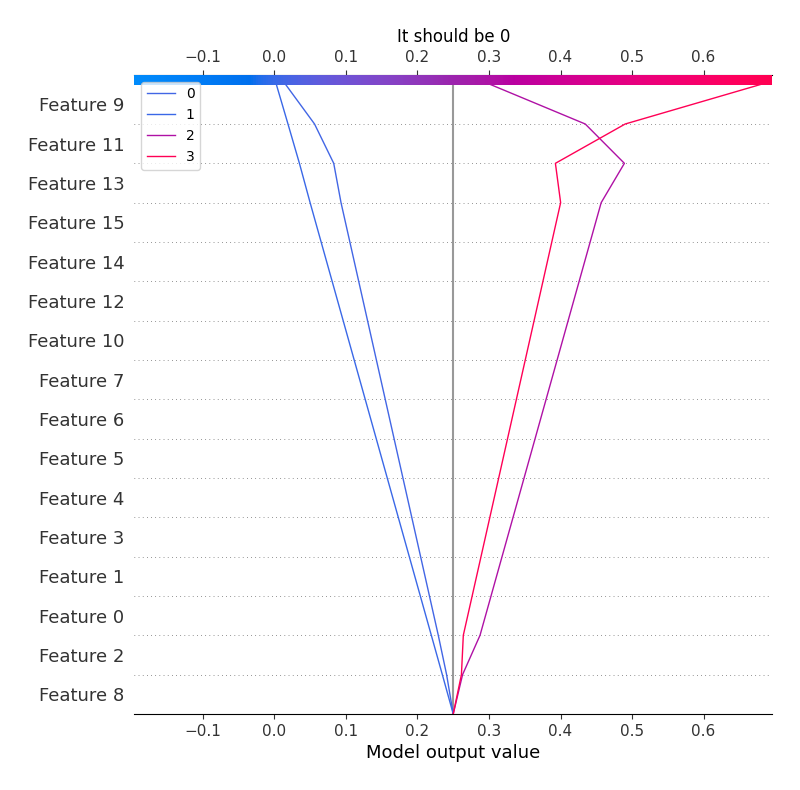 It should be 0
−0.1 0.0 0.1 0.2 0.3 0.4 0.5 0.6
0
1
2
3
Feature 9
Feature 11
Feature 13
Feature 15
Feature 14
Feature 12
Feature 10
Feature 7
Feature 6
Feature 5
Feature 4
Feature 3
Feature 1
Feature 0
Feature 2
Feature 8
−0.1 0.0 0.1 0.2 0.3 0.4 0.5 0.6
Model output value